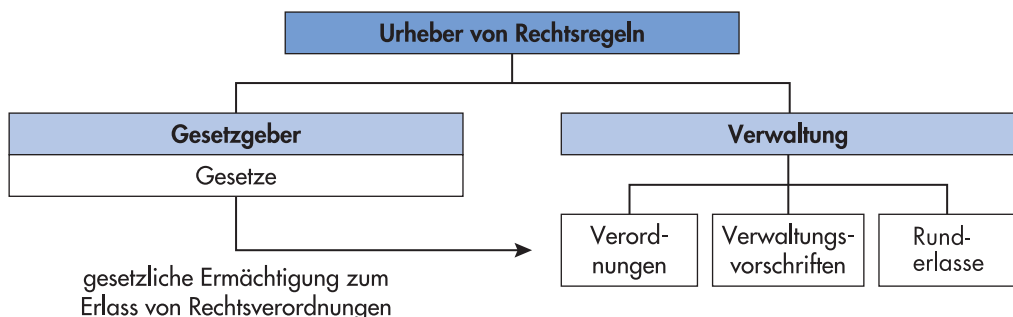 Urheber von Rechtsregeln
Gesetzgeber
Gesetze
gesetzliche Ermächtigung zum
Erlass von Rechtsverordnungen
Verwaltung
Verord-
nungen
Verwaltungs-
vorschriften
Rund-
erlasse